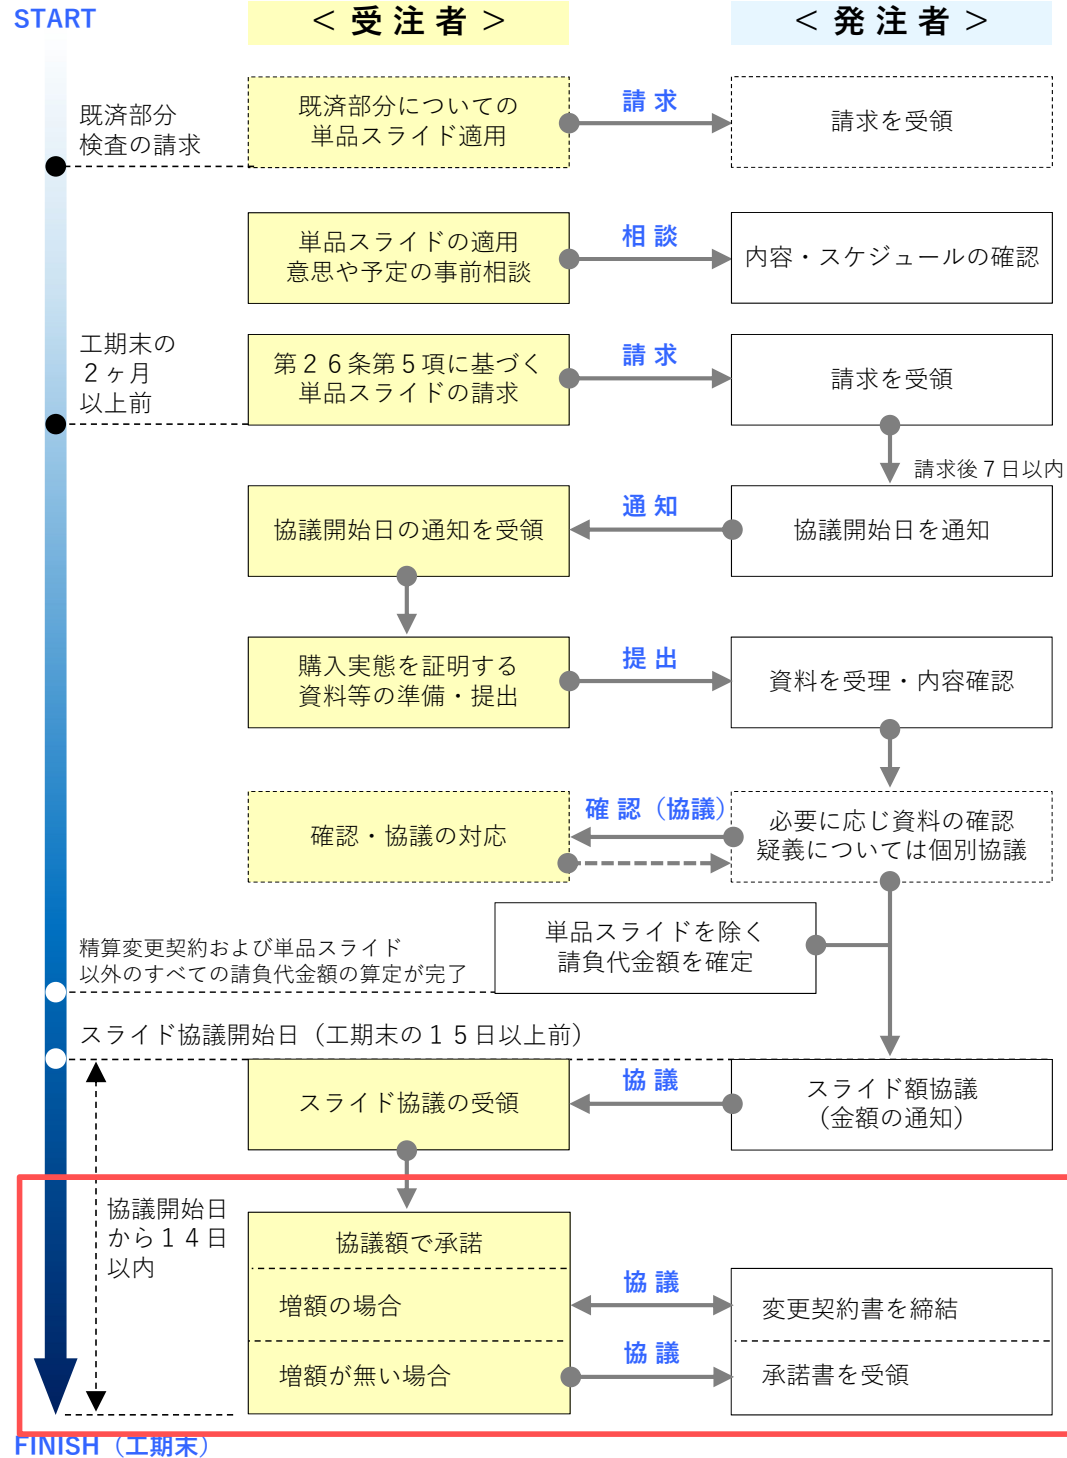 START
＜ 受 注 者 ＞
＜ 発 注 者 ＞
既済部分
検査の請求
既済部分についての
単品スライド適用
請 求
請求を受領
単品スライドの適用
意思や予定の事前相談
相 談
内容・スケジュールの確認
工期末の
２ヶ月
以上前
第２６条第５項に基づく
単品スライドの請求
請 求
請求を受領
請求後７日以内
協議開始日の通知を受領
通 知
協議開始日を通知
購入実態を証明する
資料等の準備・提出
提 出
資料を受理・内容確認
確認・協議の対応
確 認（協議）
必要に応じ資料の確認
疑義については個別協議
精算変更契約および単品スライド
以外のすべての請負代金額の算定が完了
単品スライドを除く
請負代金額を確定
スライド協議開始日（工期末の１５日以上前）
スライド協議の受領
協 議
スライド額協議
（金額の通知）
協議開始日
から１４日
以内
協議額で承諾
増額の場合
協 議
変更契約書を締結
増額が無い場合
協 議
承諾書を受領
FINISH（工期末）